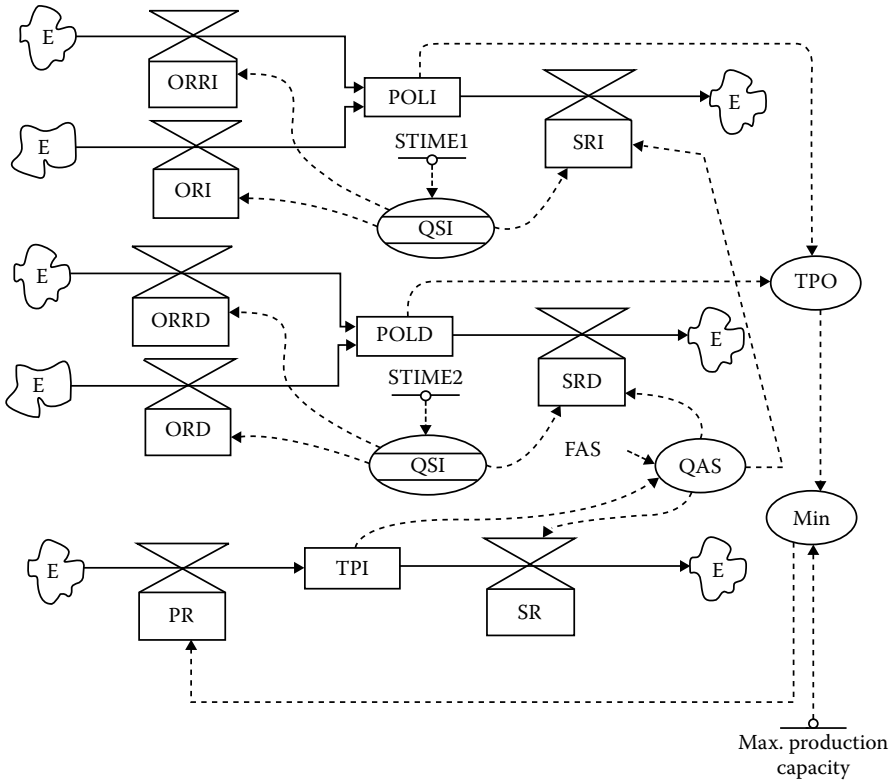 E
ORRI
POLI
E
E
STIME1
SRI
ORI
QSI
E
TPO
ORRD
POLD
E
E
STIME2
SRD
ORD
FAS
QSI
QAS
Min
E
TPI
E
PR
SR
Max. production
capacity